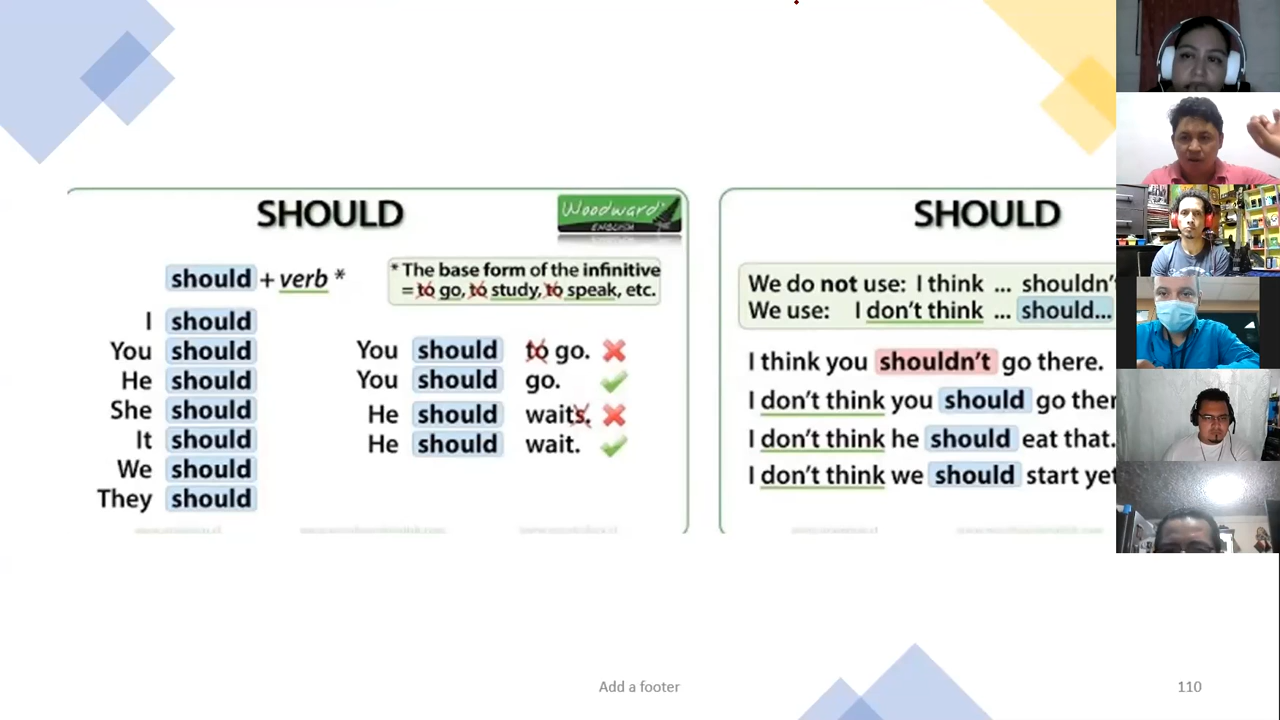 SHOULD
Woodward®
ENGLISH
should + verb *
* The base form of the infinitive
= to go, to study, to speak, etc.
I should
You should
He should
She should
It should
We should
They should
You should to go.
You should go.
He should waits.
He should wait.
SHOULD
We do not use: I think ... shouldn't
We use: I don't think ... should...
I think you shouldn't go there.
I don't think you should go ther
I don't think he should eat that.
I don't think we should start yet
Add a footer
110